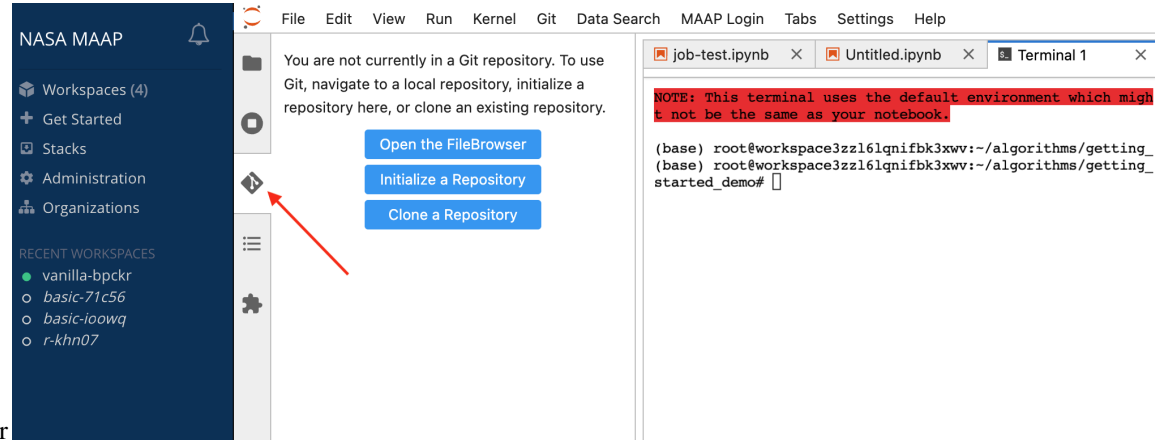 NASA MAAP
Workspaces (4)
Get Started
Stacks
Administration
Organizations
RECENT WORKSPACES
vanilla-bpckr
basic-71c56
basic-ioowq
r-khn07
r
File Edit View Run Kernel Git Data Search MAAP Login Tabs Settings Help
You are not currently in a Git repository. To use
Git, navigate to a local repository, initialize a
repository here, or clone an existing repository.
Open the FileBrowser
Initialize a Repository
Clone a Repository
job-test.ipynb
Untitled.ipynb
Terminal 1
NOTE: This terminal uses the default environment which migh
t not be the same as your notebook.
(base) root@workspace3zzl6lqnifbk3xwv:~/algorithms/getting_
(base) root@workspace3zzl6lqnifbk3xwv:~/algorithms/getting_
started_demo#